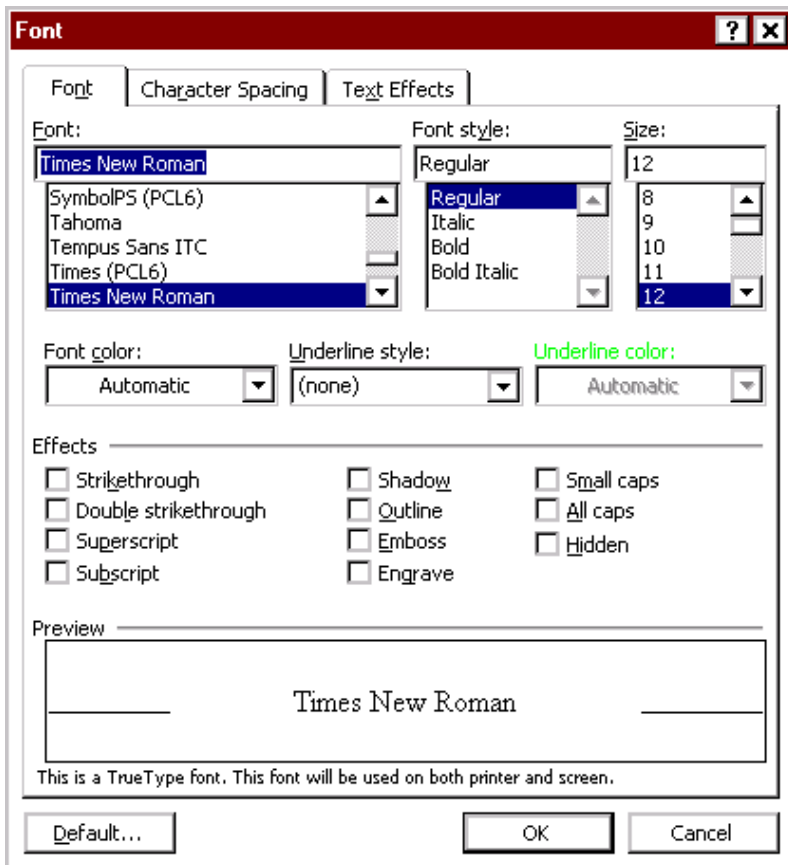 Font
Font Character Spacing Text Effects
Font: Font style: Size:
Times New Roman Regular 12
SymbolPS (PCL6) Regular 8
Tahoma Italic 9
Tempus Sans ITC Bold 10
Times (PCL6) Bold Italic 11
Times New Roman 12
Font color: Underline style: Underline color:
Automatic (none) Automatic
Effects
Strikethrough Shadow Small caps
Double strikethrough Outline All caps
Superscript Emboss Hidden
Subscript Engrave
Preview
Times New Roman
This is a TrueType font. This font will be used on both printer and screen.
Default... OK Cancel